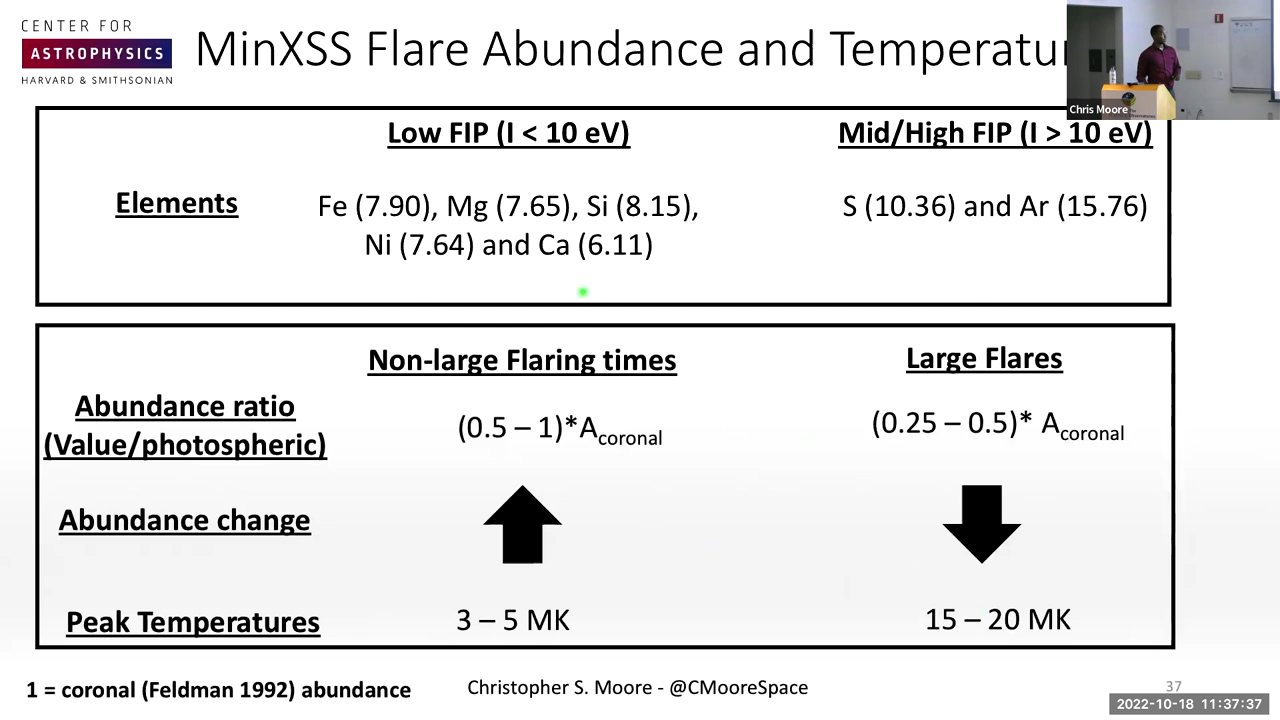 CENTER FOR
ASTROPHYSICS
HARVARD & SMITHSONIAN
MinXSS Flare Abundance and Temperatu
Chris Moore
Low FIP (I < 10 eV)
Mid/High FIP (I > 10 eV)
Elements
Fe (7.90), Mg (7.65), Si (8.15),
Ni (7.64) and Ca (6.11)
S (10.36) and Ar (15.76)
Non-large Flaring times
Large Flares
Abundance ratio
(Value/photospheric)
(0.5 – 1)*Acoronal
(0.25 – 0.5)* Acoronal
Abundance change
Peak Temperatures
3 – 5 MK
15 – 20 MK
1 = coronal (Feldman 1992) abundance
Christopher S. Moore - @CMooreSpace
37
2022-10-18 11:37:37